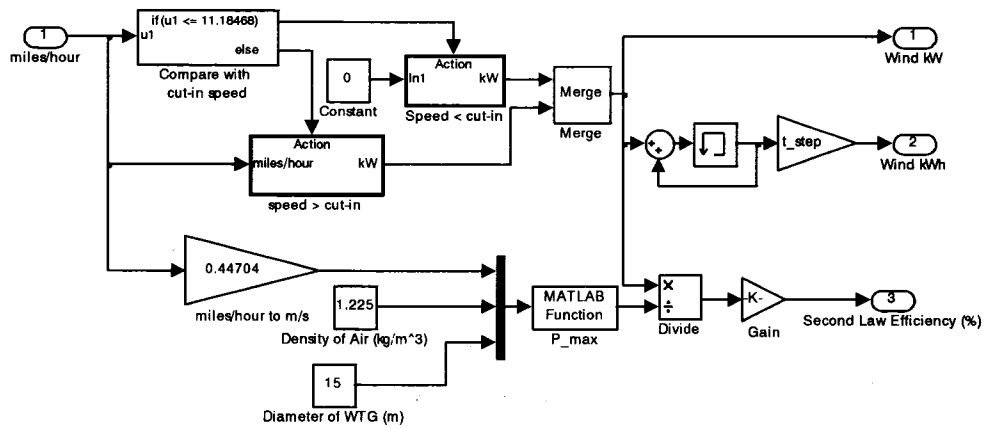 1
miles/hour
if(u1 <= 11.18468)
u1
else
Compare with
cut-in speed
0
Constant
Action
In1
kW
Speed < cut-in
Action
miles/hour
kW
speed > cut-in
Merge
Merge
1
Wind kW
t_step
2
Wind kWh
0.44704
miles/hour to m/s
1.225
Density of Air (kg/m^3)
15
Diameter of WTG (m)
MATLAB
Function
P_max
×
÷
Divide
-K-
Gain
3
Second Law Efficiency (%)